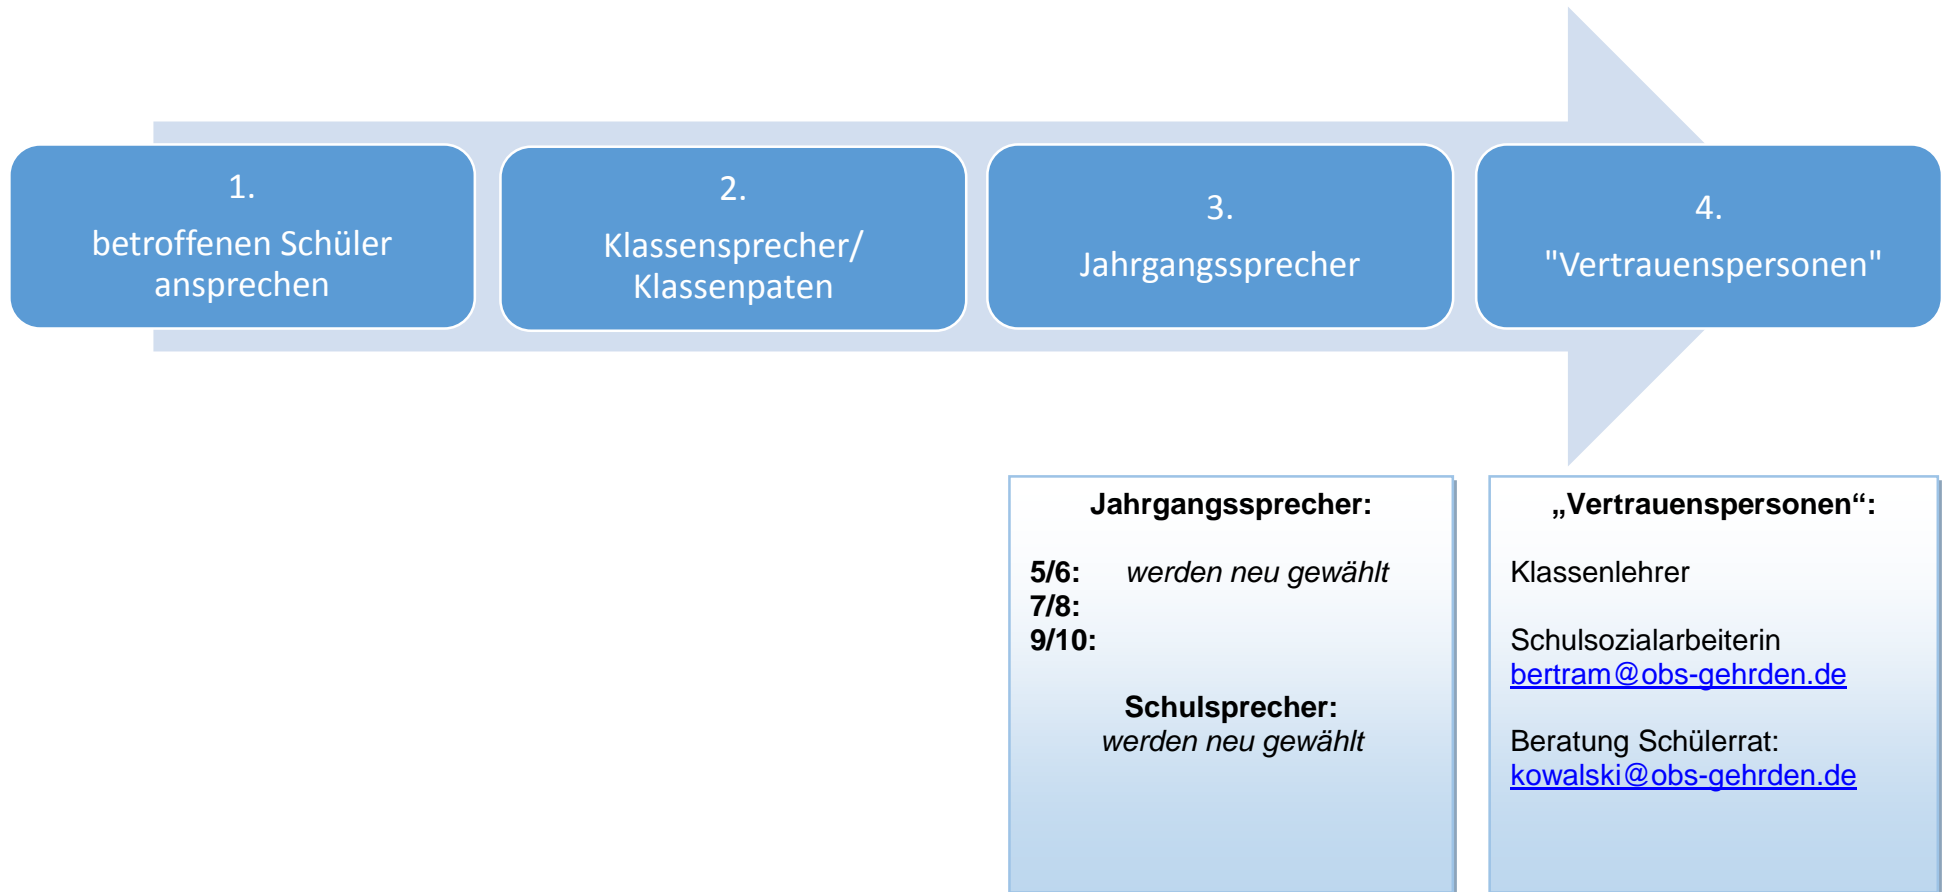 1.
betroffenen Schüler
ansprechen
2.
Klassensprecher/
Klassenpaten
3.
Jahrgangssprecher
4.
"Vertrauenspersonen"
Jahrgangssprecher:
5/6: werden neu gewählt
7/8:
9/10:
Schulsprecher:
werden neu gewählt
„Vertrauenspersonen“:
Klassenlehrer
Schulsozialarbeiterin
bertram@obs-gehrden.de
Beratung Schülerrat:
kowalski@obs-gehrden.de